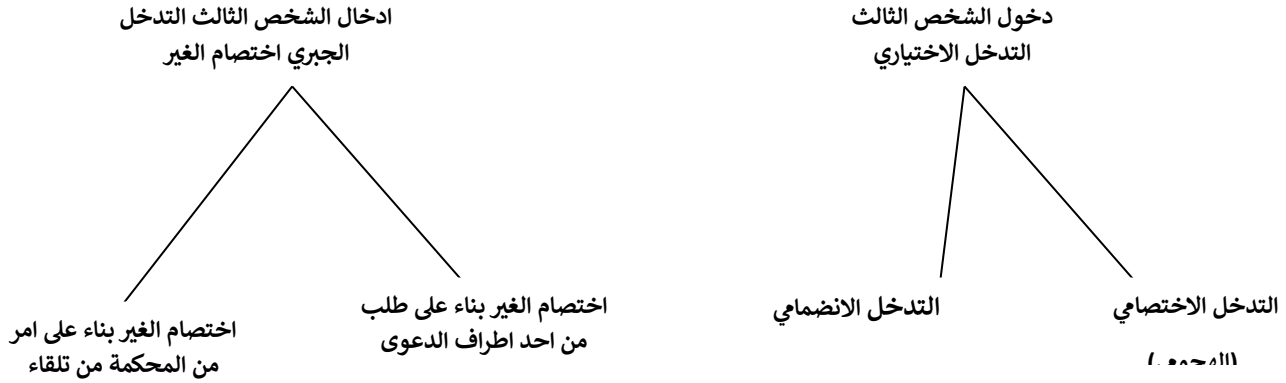 دخول الشخص الثالث
التدخل الاختياري
ادخال الشخص الثالث التدخل
الجبري اختصام الغير
التدخل الاختصامي
(الهجومي)
التدخل الانضمامي
اختصام الغير بناء على طلب
من احد اطراف الدعوى
اختصام الغير بناء على امر
من المحكمة من تلقاء